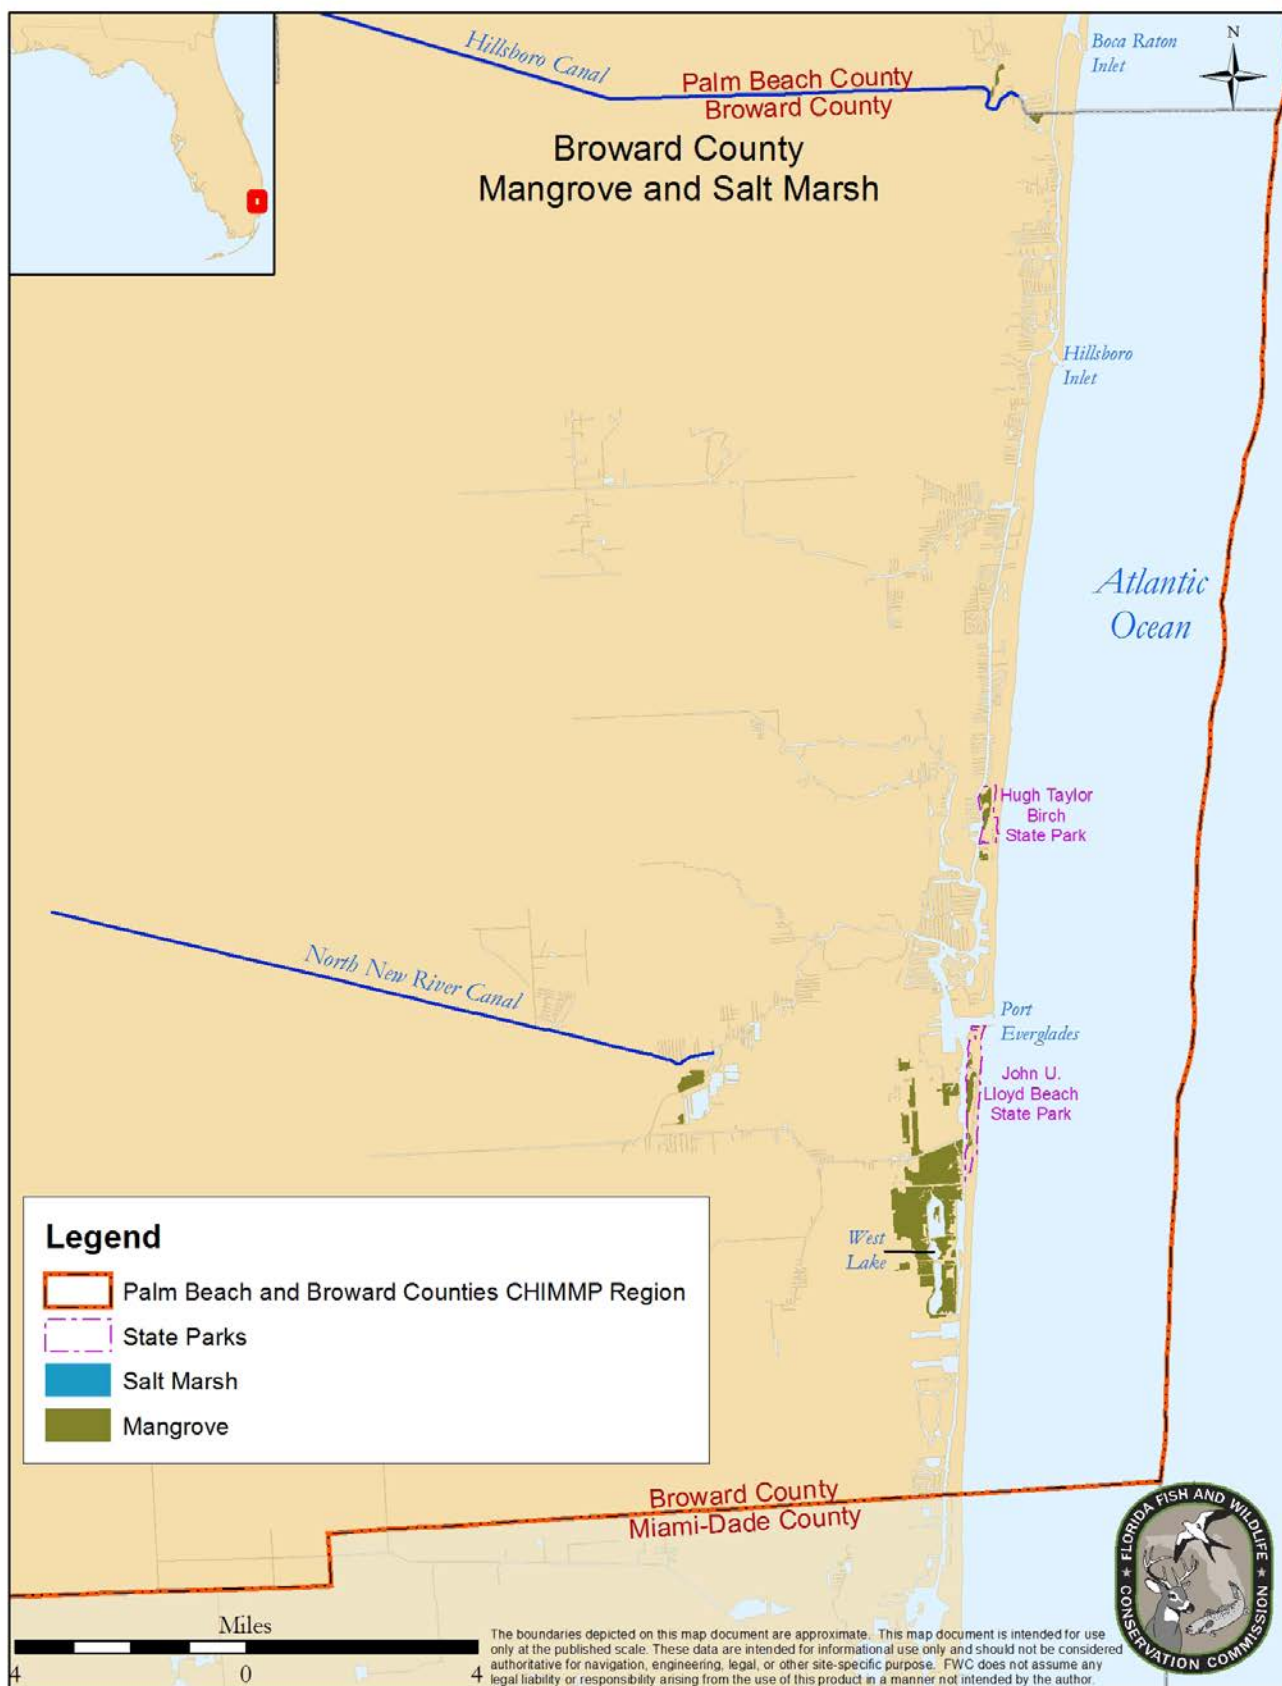 Hillsboro Canal
Palm Beach County
Broward County
Boca Raton
Inlet
N
Broward County
Mangrove and Salt Marsh
Hillsboro
Inlet
Atlantic
Ocean
Hugh Taylor
Birch
State Park
North New River Canal
Port
Everglades
John U.
Lloyd Beach
State Park
West
Lake
Legend
Palm Beach and Broward Counties CHIMMP Region
State Parks
Salt Marsh
Mangrove
Broward County
Miami-Dade County
Miles
4 0 4
The boundaries depicted on this map document are approximate. This map document is intended for use
only at the published scale. These data are intended for informational use only and should not be considered
authoritative for navigation, engineering, legal, or other site-specific purpose. FWC does not assume any
legal liability or responsibility arising from the use of this product in a manner not intended by the author.
FLORIDA FISH AND WILDLIFE
CONSERVATION COMMISSION